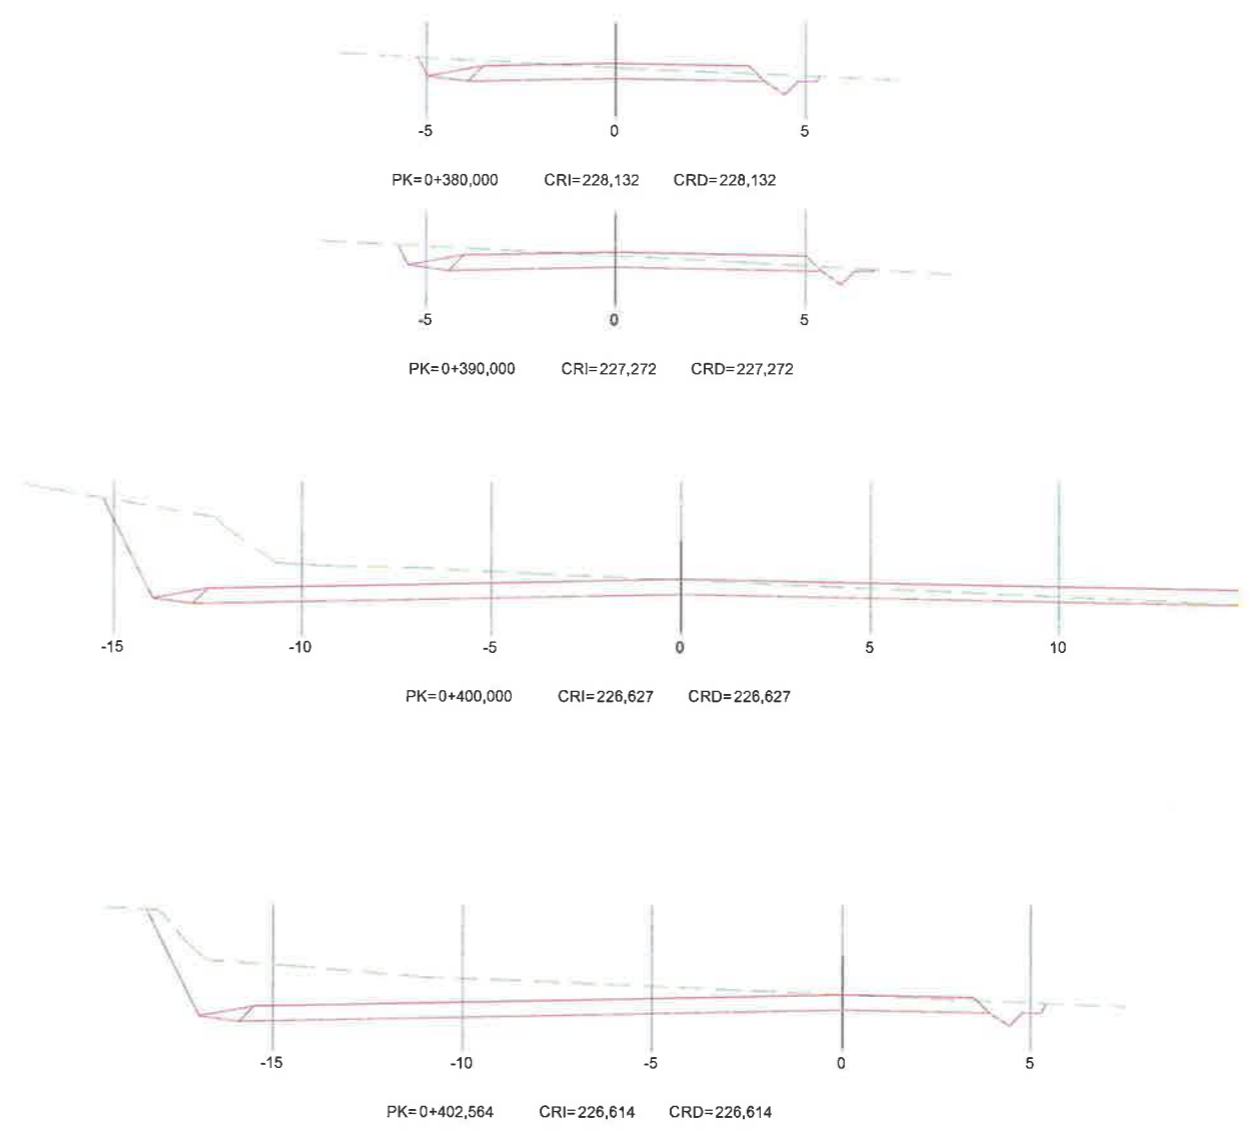 -5 0 5
PK=0+380,000 CRI=228,132 CRD=228,132
-5 0 5
PK=0+390,000 CRI=227,272 CRD=227,272
-15 -10 -5 0 5 10
PK=0+400,000 CRI=226,627 CRD=226,627
-15 -10 -5 0 5
PK=0+402,564 CRI=226,614 CRD=226,614